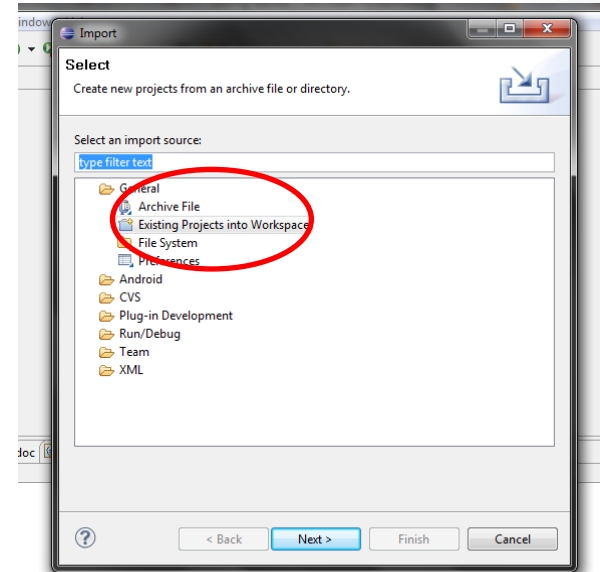 indow
Import
Select
Create new projects from an archive file or directory.
Select an import source:
type filter text
General
Archive File
Existing Projects into Workspace
File System
Preferences
Android
CVS
Plug-in Development
Run/Debug
Team
XML
doc
?
< Back
Next >
Finish
Cancel